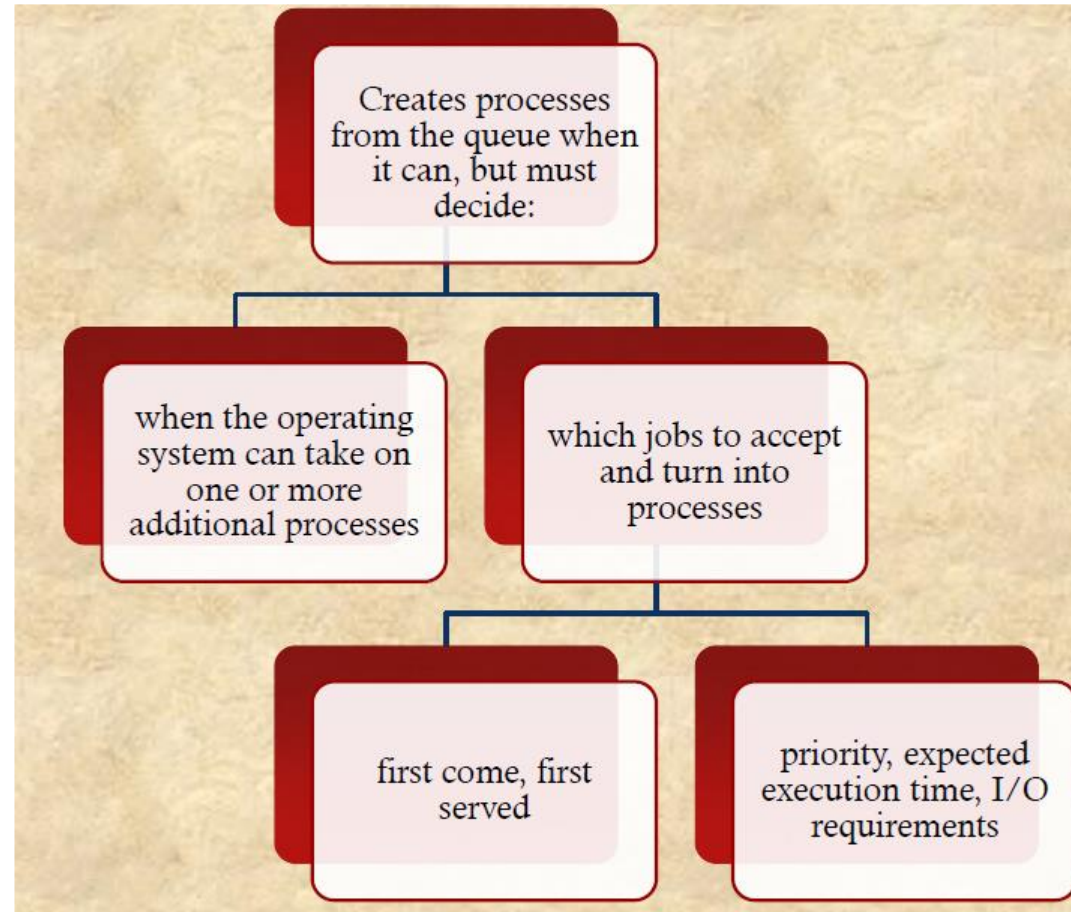 Creates processes
from the queue when
it can, but must
decide:
when the operating
system can take on
one or more
additional processes
which jobs to accept
and turn into
processes
first come, first
served
priority, expected
execution time, I/O
requirements